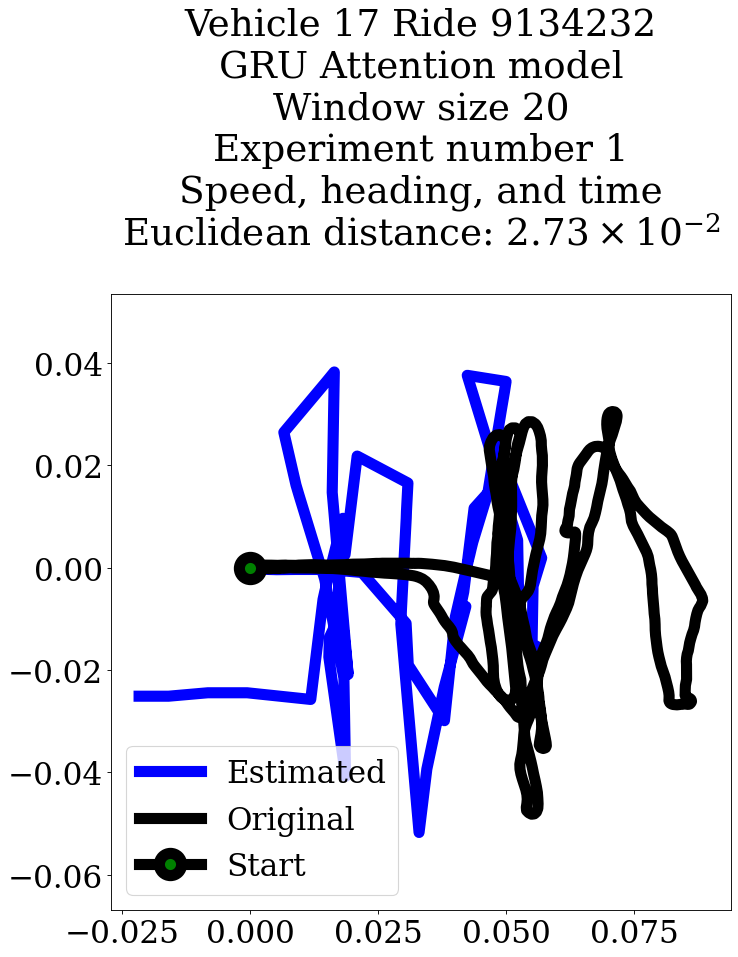 Vehicle 17 Ride 9134232
GRU Attention model
Window size 20
Experiment number 1
Speed, heading, and time
Euclidean distance: 2.73 × 10⁻²
0.04
0.02
0.00
−0.02
−0.04
−0.06
Estimated
Original
Start
−0.025 0.000 0.025 0.050 0.075